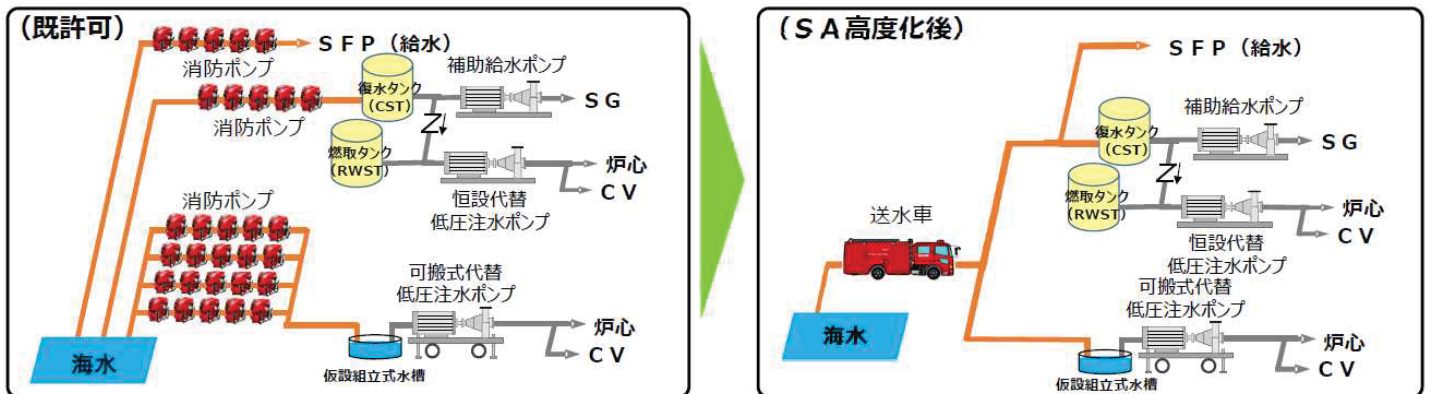 (既許可)
SFP(給水)
消防ポンプ
消防ポンプ
復水タンク
(CST)
補助給水ポンプ
SG
燃取タンク
(RWST)
恒設代替
低圧注水ポンプ
炉心
CV
消防ポンプ
可搬式代替
低圧注水ポンプ
炉心
CV
海水
仮設組立式水槽
(SA高度化後)
SFP(給水)
復水タンク
(CST)
補助給水ポンプ
SG
燃取タンク
(RWST)
恒設代替
低圧注水ポンプ
炉心
CV
送水車
可搬式代替
低圧注水ポンプ
海水
炉心
CV
仮設組立式水槽